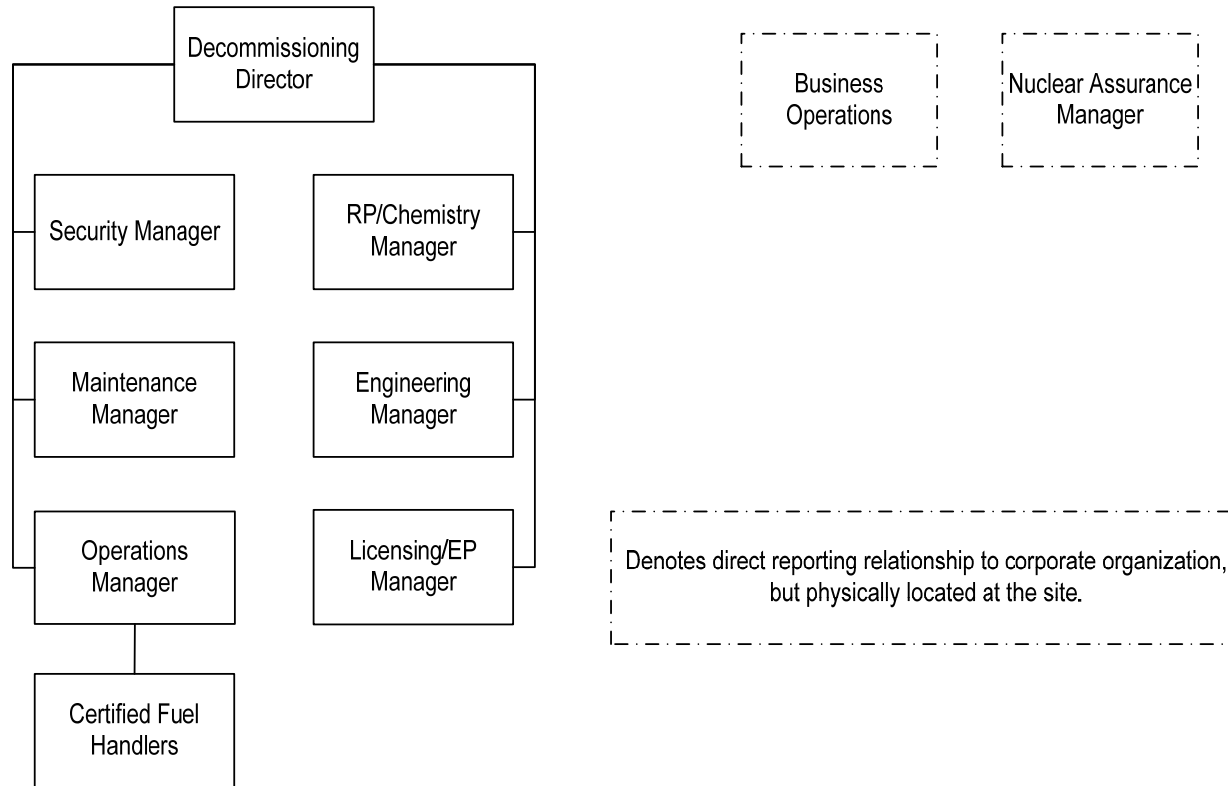 Decommissioning
Director
Business
Operations
Nuclear Assurance
Manager
Security Manager
RP/Chemistry
Manager
Maintenance
Manager
Engineering
Manager
Operations
Manager
Licensing/EP
Manager
Denotes direct reporting relationship to corporate organization,
but physically located at the site.
Certified Fuel
Handlers